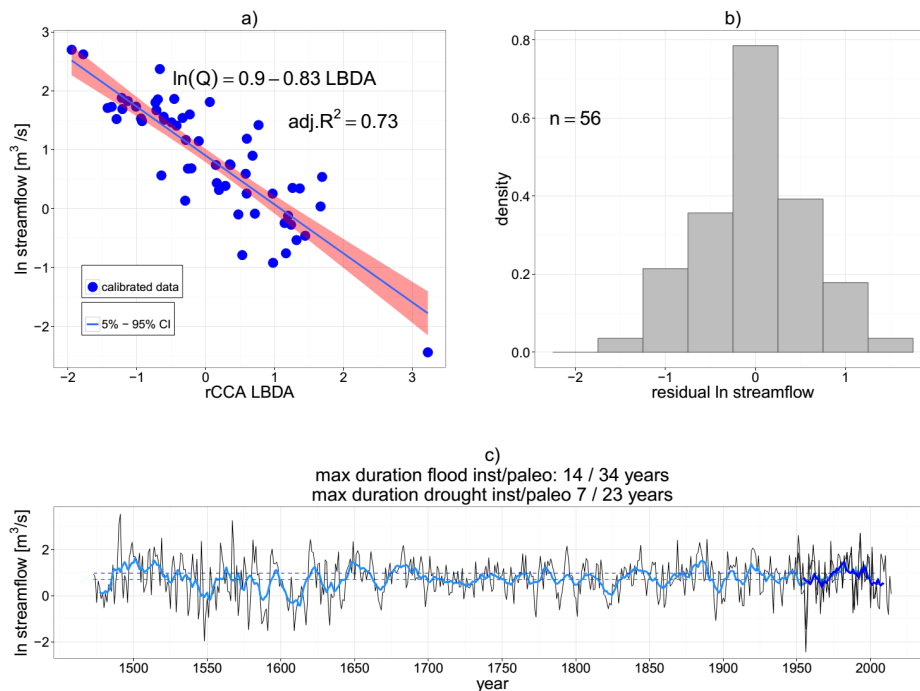 a)
ln(Q) = 0.9 − 0.83 LBDA
adj.R² = 0.73
calibrated data
5% − 95% CI
ln streamflow [m³ /s]
3
2
1
0
−1
−2
−2
−1
0
1
2
3
rCCA LBDA
b)
n = 56
density
0.8
0.6
0.4
0.2
0.0
−2
−1
0
1
residual ln streamflow
c)
max duration flood inst/paleo: 14 / 34 years
max duration drought inst/paleo 7 / 23 years
ln streamflow [m³/s]
2
0
−2
1500
1550
1600
1650
1700
1750
1800
1850
1900
1950
2000
year